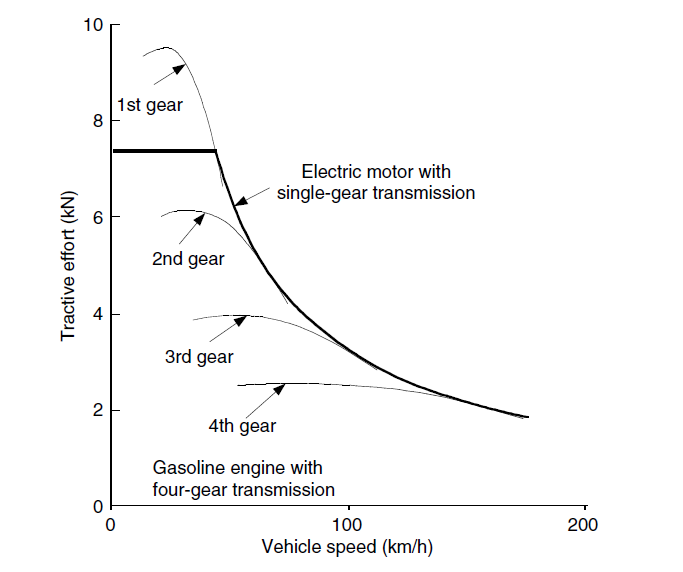 10
1st gear
8
Electric motor with
single-gear transmission
6
2nd gear
Tractive effort (kN)
4
3rd gear
2
4th gear
Gasoline engine with
four-gear transmission
0
0 100 200
Vehicle speed (km/h)